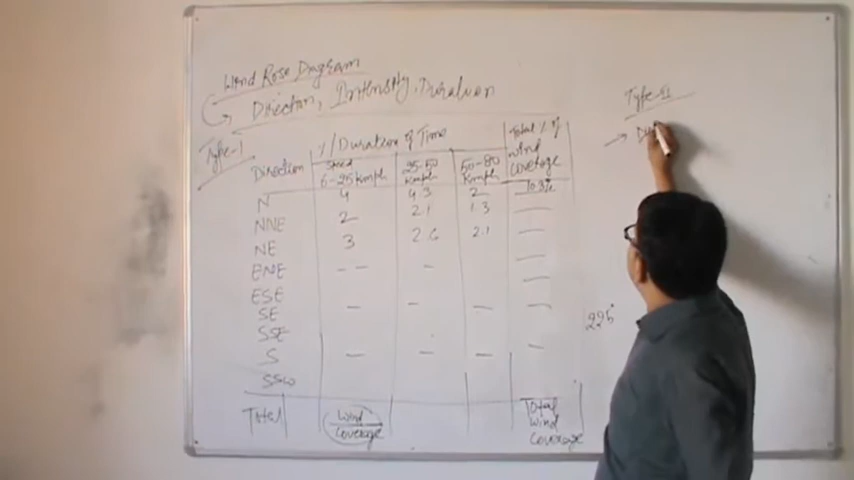 Wind Rose Diagram
Direction, Intensity, Duration
Type-1
Direction
% Duration of Time
Speed
6-25 Kmph
25-50
Kmph
50-80
Kmph
Total % of
wind
coverage
N 4 4.3 2 10.3%
NNE 2 2.1 1.3 —
NE 3 2.6 2.1 —
ENE -- - —
ESE
SE — — — —
SSE
S — — — —
SSW
Total
Wind
Coverage
Total
Wind
Coverage
Type-II
→ Du